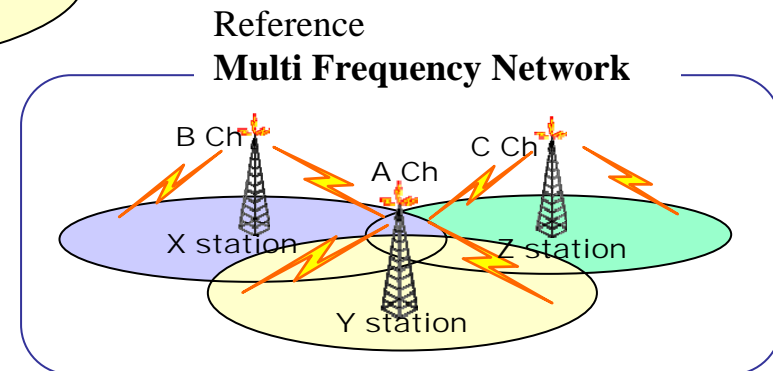 Reference
Multi Frequency Network
B Ch
C Ch
A Ch
X station
Z station
Y station